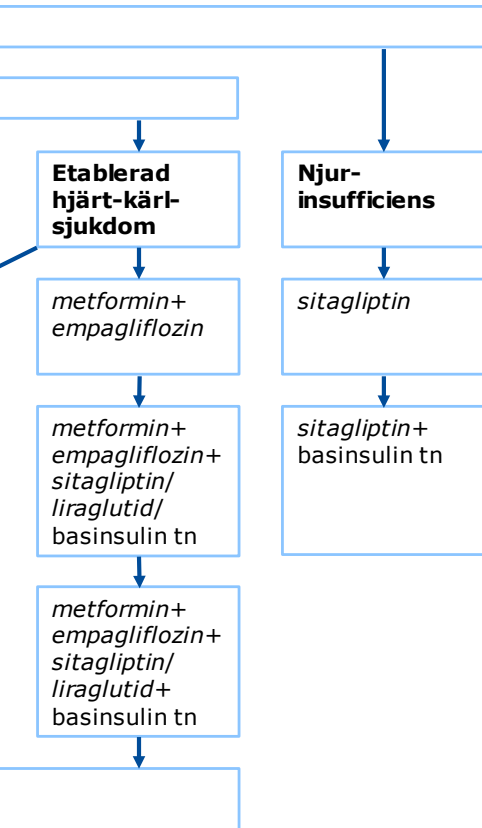 Etablerad
hjärt-kärl-
sjukdom
metformin+
empagliflozin
metformin+
empagliflozin+
sitagliptin/
liraglutid/
basinsulin tn
metformin+
empagliflozin+
sitagliptin/
liraglutid+
basinsulin tn
Njur-
insufficiens
sitagliptin
sitagliptin+
basinsulin tn